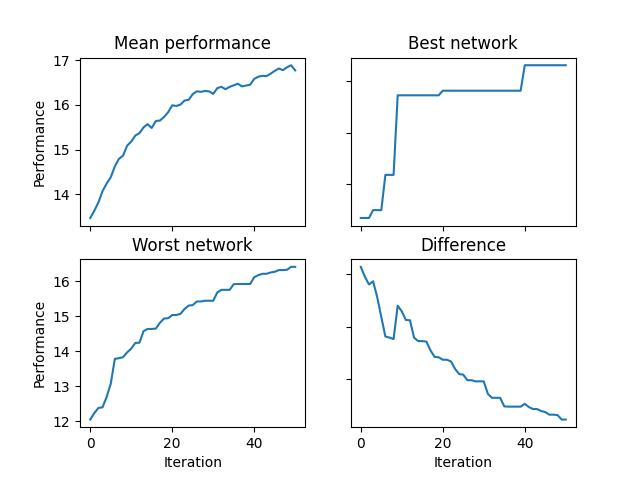 Mean performance
Best network
Performance
17
16
15
14
Worst network
Difference
Performance
16
15
14
13
12
0
20
40
0
20
40
Iteration
Iteration